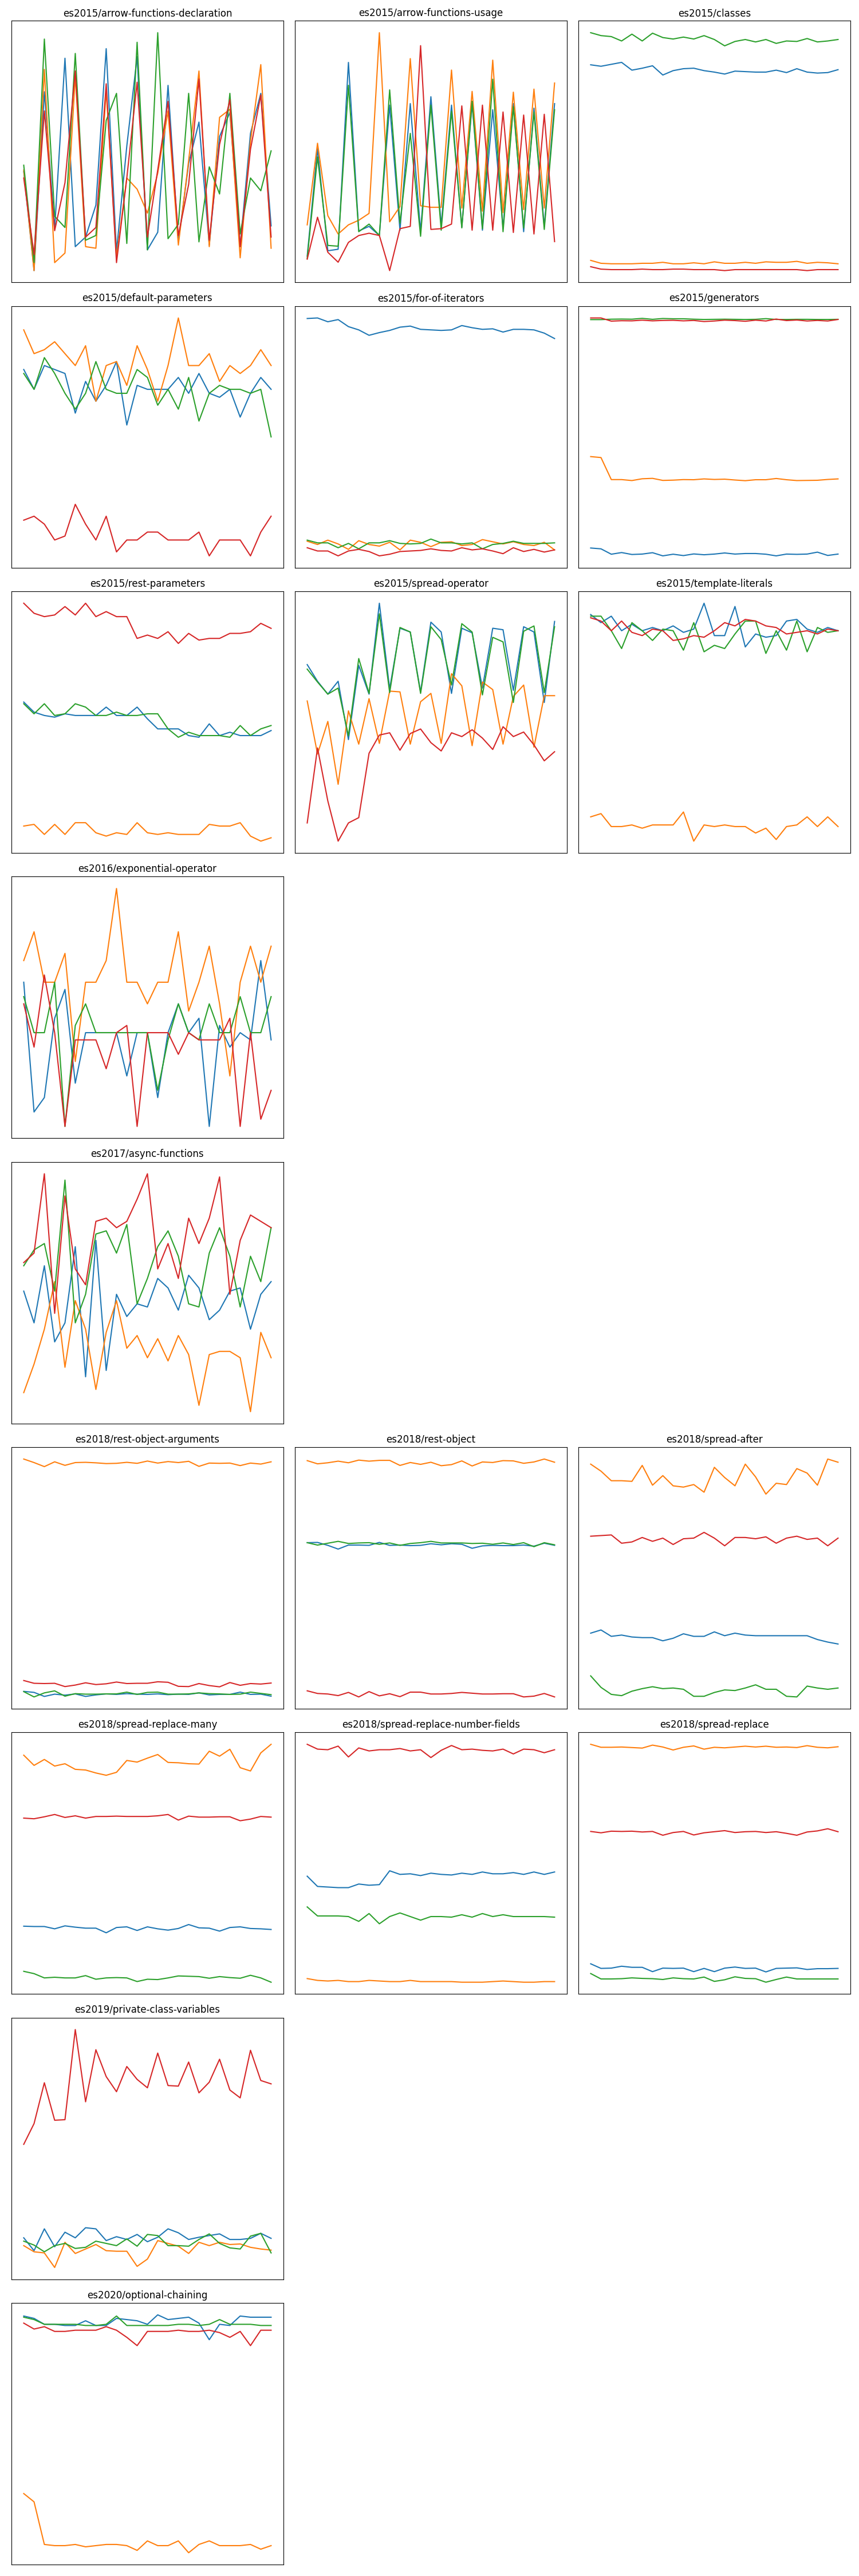 es2015/arrow-functions-declaration
es2015/arrow-functions-usage
es2015/classes
es2015/default-parameters
es2015/for-of-iterators
es2015/generators
es2015/rest-parameters
es2015/spread-operator
es2015/template-literals
es2016/exponential-operator
es2017/async-functions
es2018/rest-object-arguments
es2018/rest-object
es2018/spread-after
es2018/spread-replace-many
es2018/spread-replace-number-fields
es2018/spread-replace
es2019/private-class-variables
es2020/optional-chaining